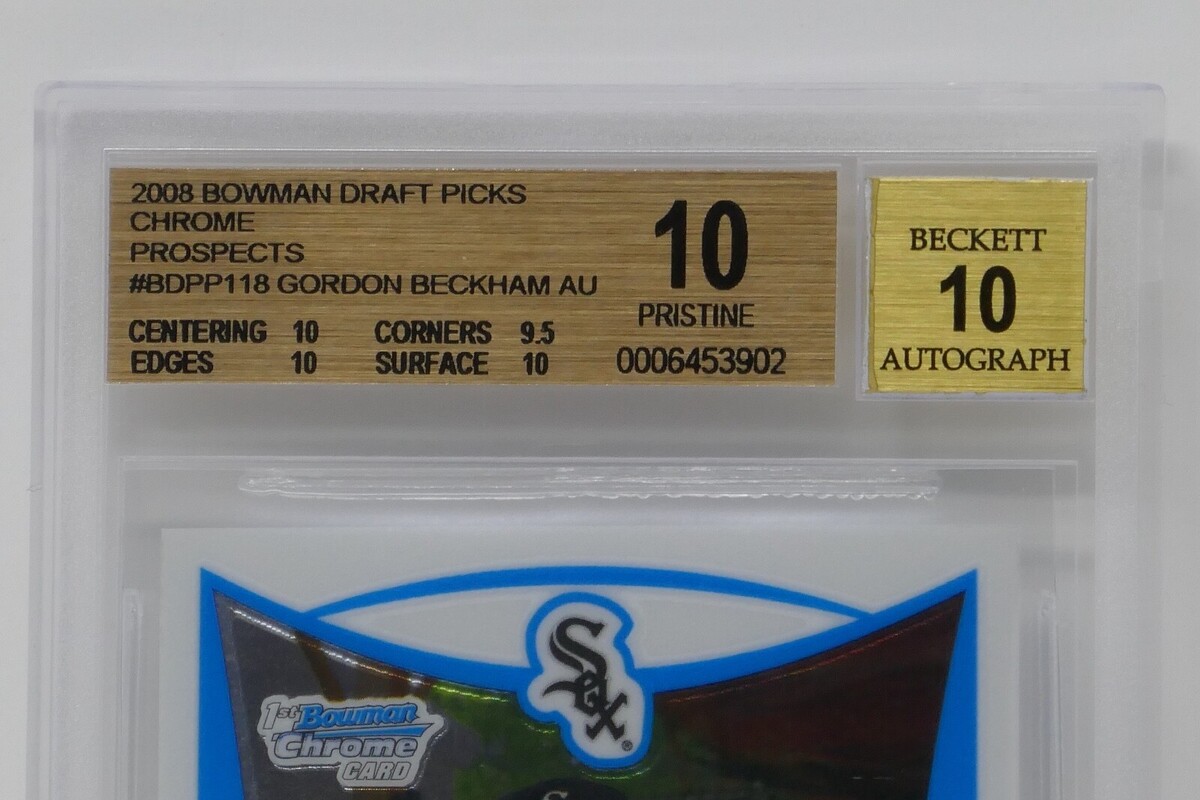 2008 BOWMAN DRAFT PICKS
CHROME
PROSPECTS
#BDPP118 GORDON BECKHAM AU
CENTERING 10 CORNERS 9.5
EDGES 10 SURFACE 10
10
PRISTINE
0006453902
BECKETT
10
AUTOGRAPH
SOX
®
1st Bowman
Chrome
CARD
S